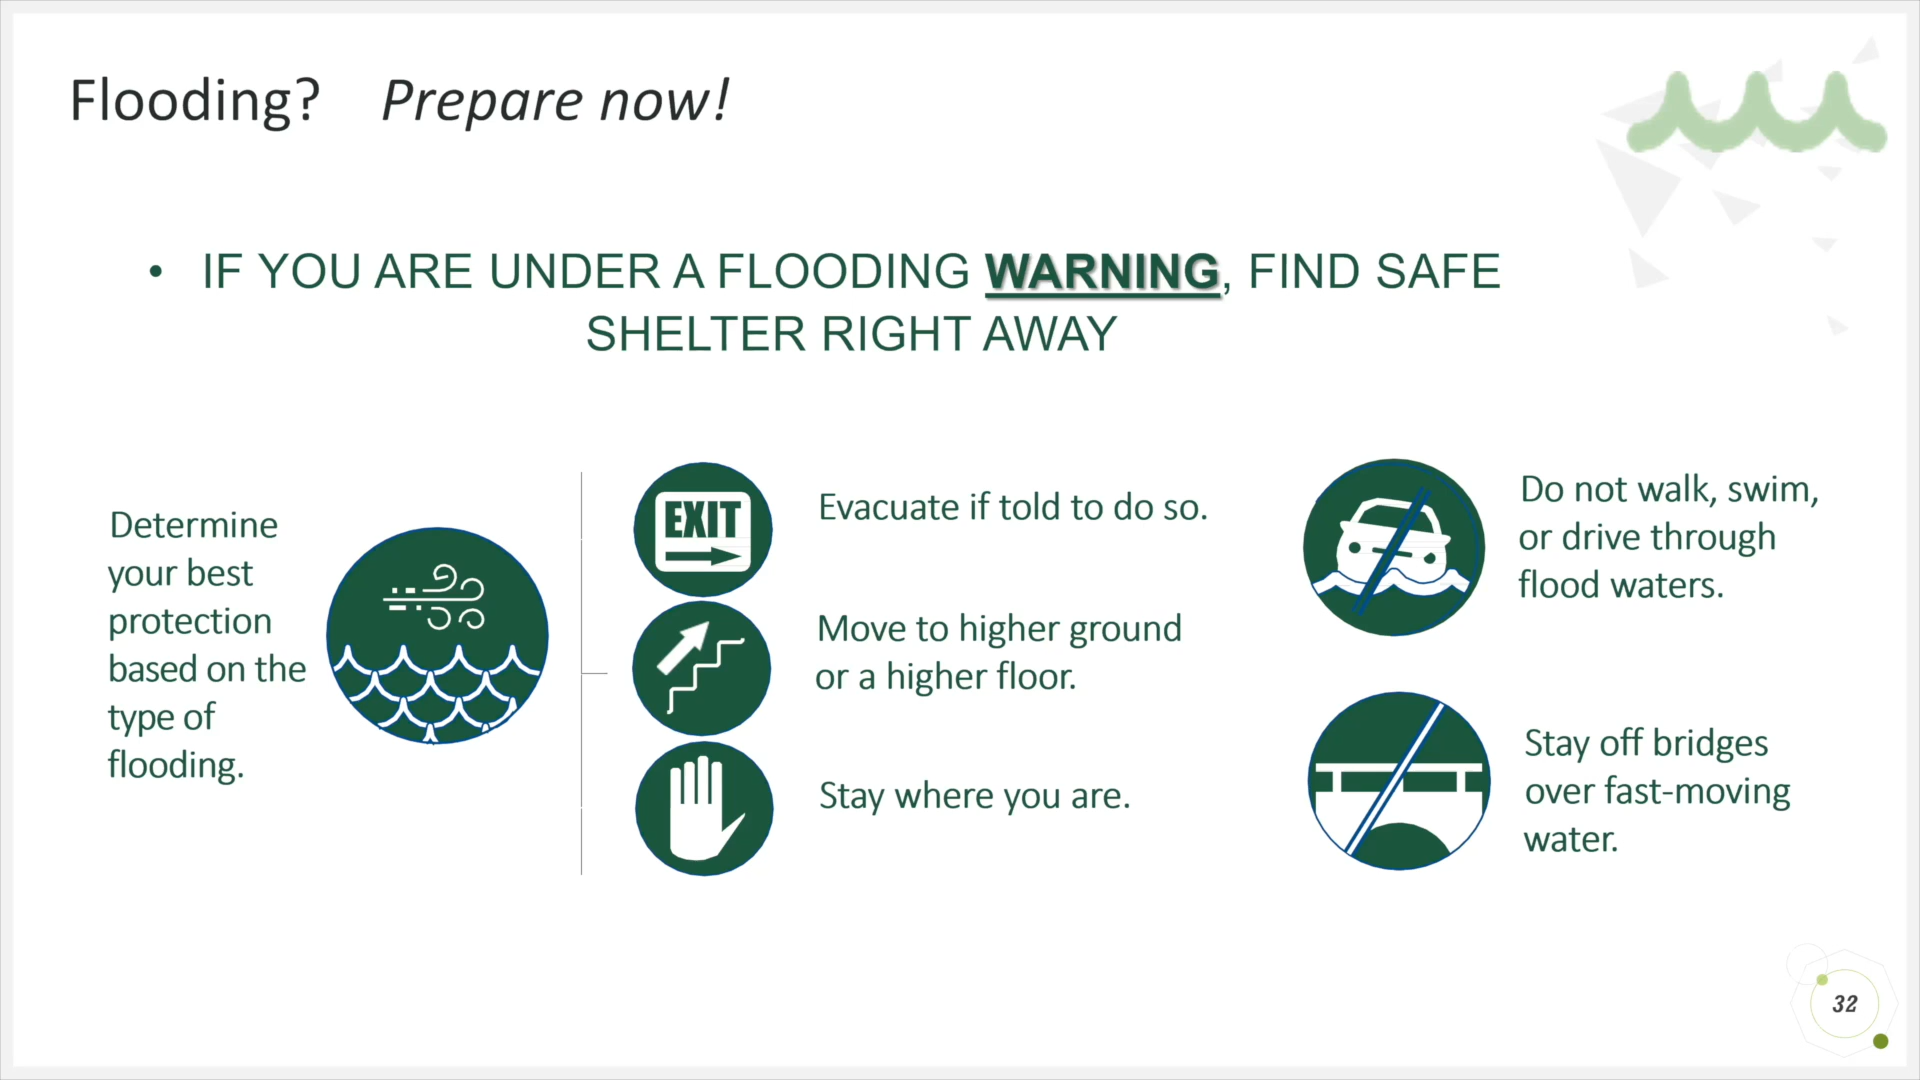 Flooding? Prepare now!
• IF YOU ARE UNDER A FLOODING WARNING, FIND SAFE
SHELTER RIGHT AWAY
Determine
your best
protection
based on the
type of
flooding.
EXIT
Evacuate if told to do so.
Move to higher ground
or a higher floor.
Stay where you are.
Do not walk, swim,
or drive through
flood waters.
Stay off bridges
over fast-moving
water.
32